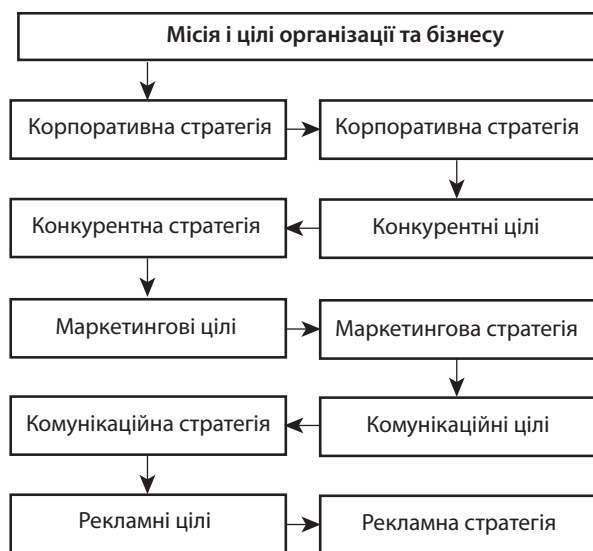 Місія і цілі організації та бізнесу
Корпоративна стратегія
Корпоративна стратегія
Конкурентна стратегія
Конкурентні цілі
Маркетингові цілі
Маркетингова стратегія
Комунікаційна стратегія
Комунікаційні цілі
Рекламні цілі
Рекламна стратегія